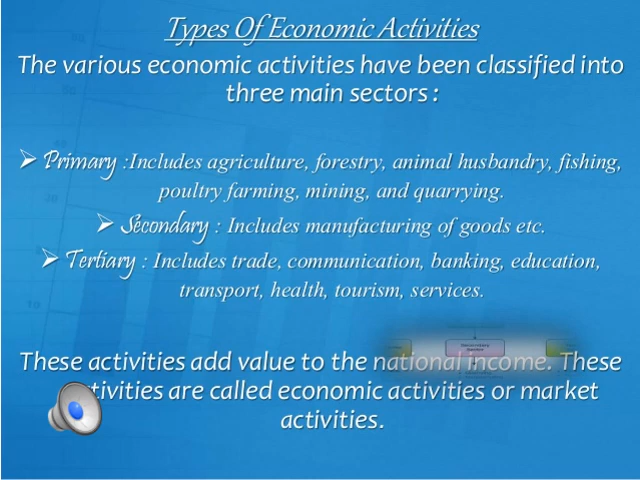 Types Of Economic Activities
The various economic activities have been classified into
three main sectors :
➢ Primary :Includes agriculture, forestry, animal husbandry, fishing,
poultry farming, mining, and quarrying.
➢ Secondary : Includes manufacturing of goods etc.
➢ Tertiary : Includes trade, communication, banking, education,
transport, health, tourism, services.
These activities add value to the national income. These
activities are called economic activities or market
activities.